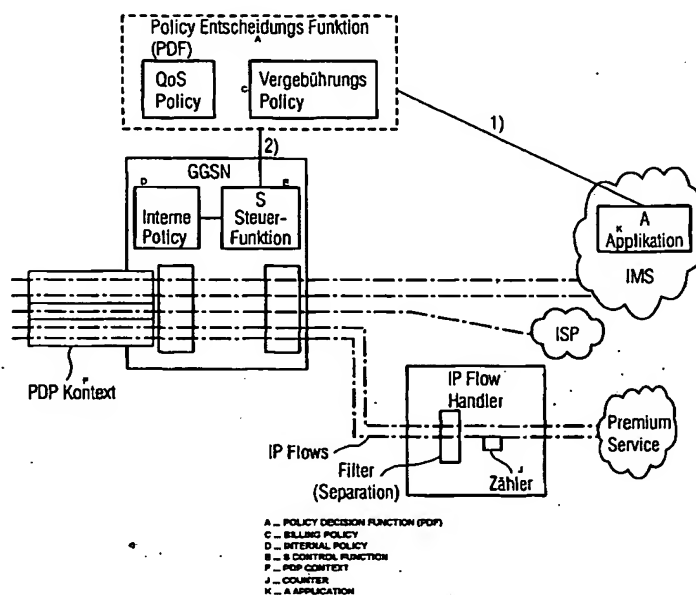 Policy Entscheidungs Funktion
A
(PDF)
QoS
Policy
C
Vergebührungs
Policy
1)
2)
GGSN
D
Interne
Policy
E
S
Steuer-
Funktion
A
K
Applikation
IMS
ISP
F
PDP Kontext
IP Flow
Handler
Premium
Service
IP Flows
Filter
(Separation)
J
Zähler
A … POLICY DECISION FUNCTION (PDF)
C … BILLING POLICY
D … INTERNAL POLICY
E … S CONTROL FUNCTION
F … PDP CONTEXT
J … COUNTER
K … A APPLICATION